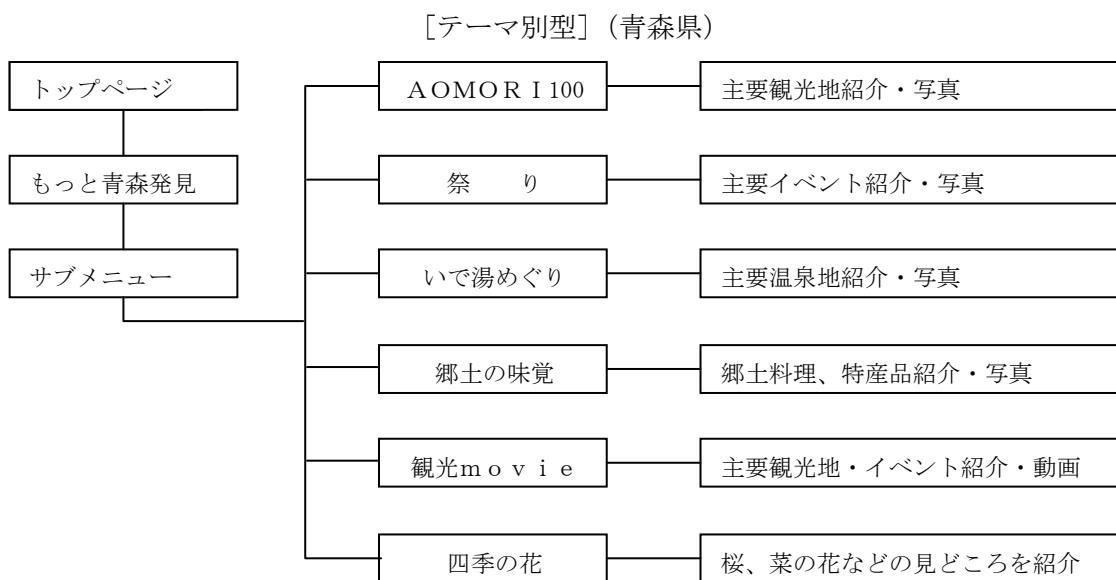 ［テーマ別型］（青森県）
トップページ
もっと青森発見
サブメニュー
ＡＯＭＯＲＩ100
主要観光地紹介・写真
祭　　り
主要イベント紹介・写真
いで湯めぐり
主要温泉地紹介・写真
郷土の味覚
郷土料理、特産品紹介・写真
観光ｍｏｖｉｅ
主要観光地・イベント紹介・動画
四季の花
桜、菜の花などの見どころを紹介